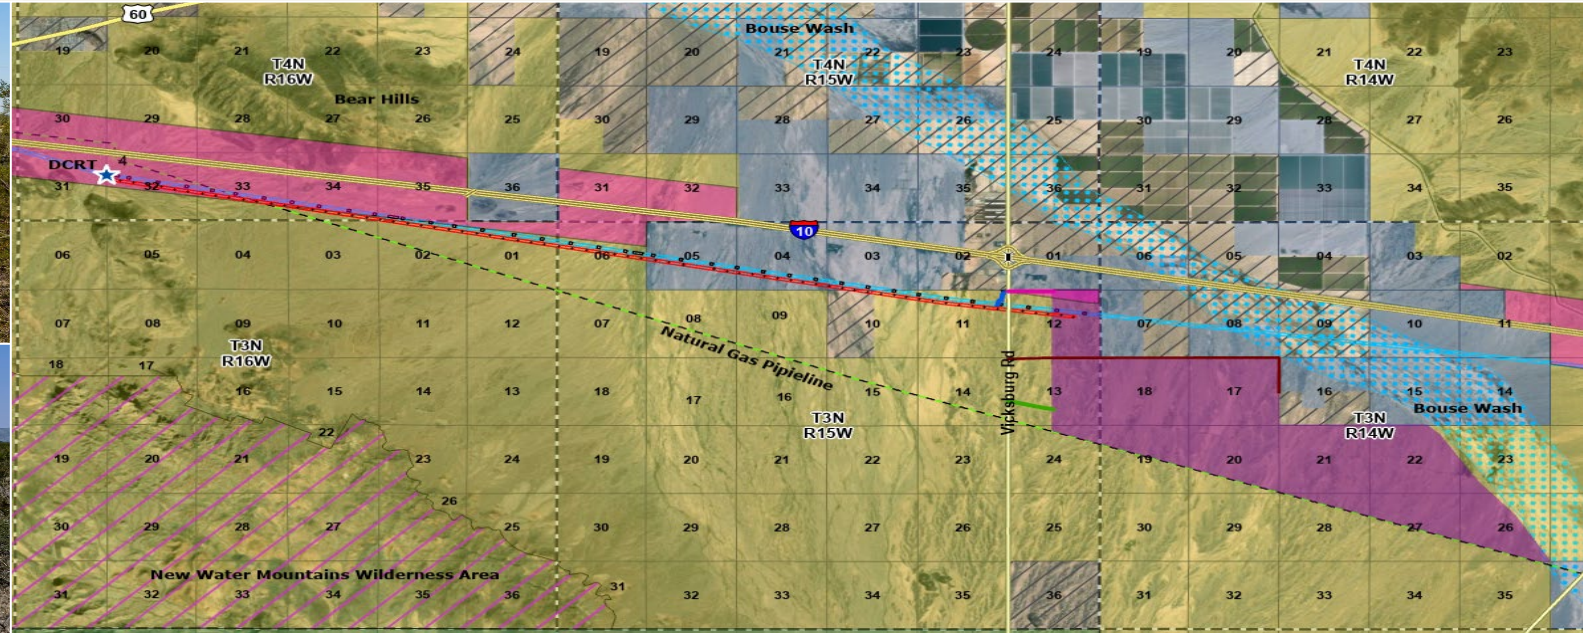 60
19 20 21 22 23 24 19 20 Bouse Wash 22 23 24 19 20 21 22 23
T4N
R16W
T4N
R15W
T4N
R14W
Bear Hills
30 29 28 27 26 25 30 29 28 27 26 25 30 29 28 27 26
DCRT 4
31 32 33 34 35 36 31 32 33 34 35 36 31 32 33 34 35
10
06 05 04 03 02 01 06 05 04 03 02 01 06 05 04 03 02
07 08 09 10 11 12 07 08 09 10 11 12 07 08 09 10 11
T3N
R16W
Natural Gas Pipieline
Vicksburg Rd
18 17 16 15 14 13 18 17 16 15 14 13 18 17 16 15 14
T3N
R15W
T3N
R14W
Bouse Wash
22
19 20 21 23 24 19 20 21 22 23 24 19 20 21 22 23
26
30 29 28 27 25 30 29 28 27 26 25 30 29 28 27 26
New Water Mountains Wilderness Area
31 32 33 34 35 36 31 32 33 34 35 36 31 32 33 34 35